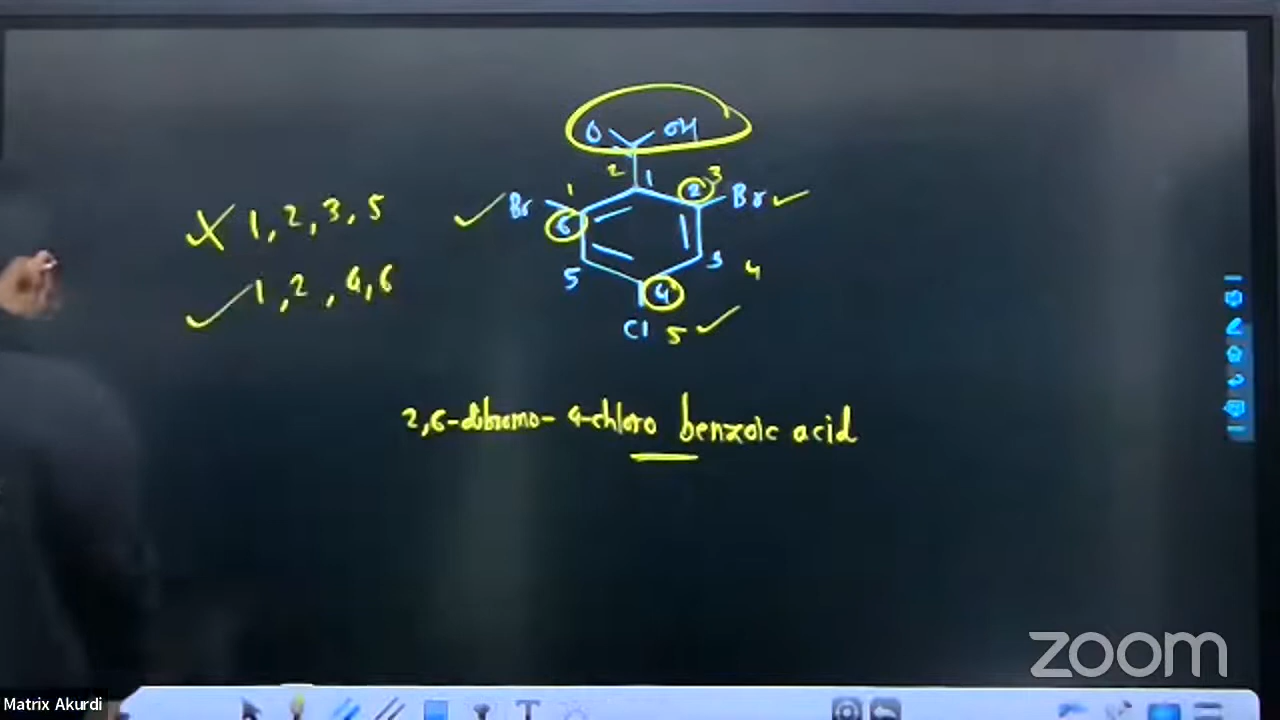 O OH
2 1
1 3
Br 6 2 Br
5 3 4
4
Cl 5
1, 2, 3, 5
1, 2, 4, 6
2,6-dibromo-4-chloro benzoic acid
zoom
Matrix Akurdi
T